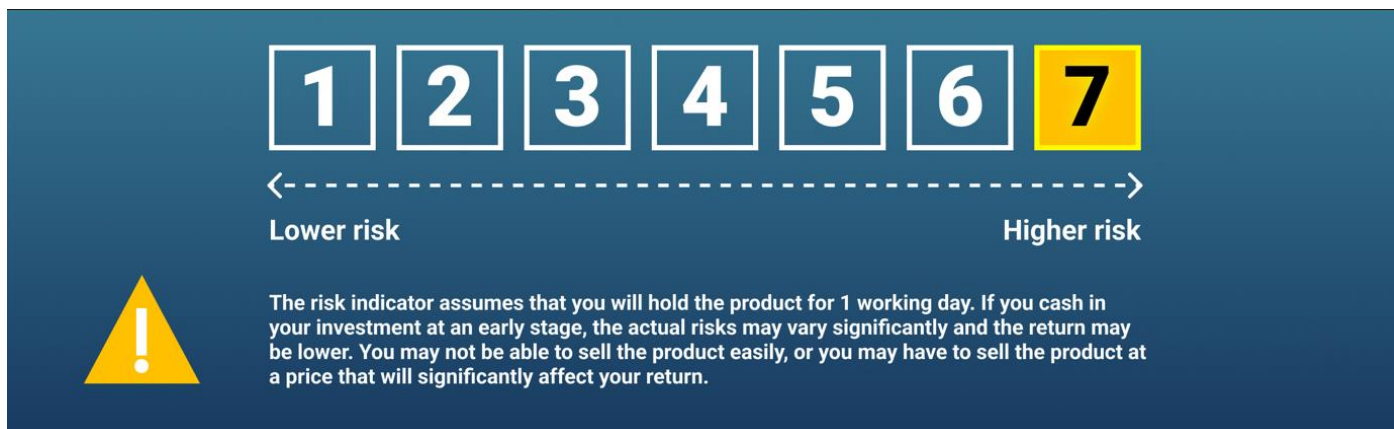 1 2 3 4 5 6 7
Lower risk Higher risk
!
The risk indicator assumes that you will hold the product for 1 working day. If you cash in
your investment at an early stage, the actual risks may vary significantly and the return may
be lower. You may not be able to sell the product easily, or you may have to sell the product at
a price that will significantly affect your return.